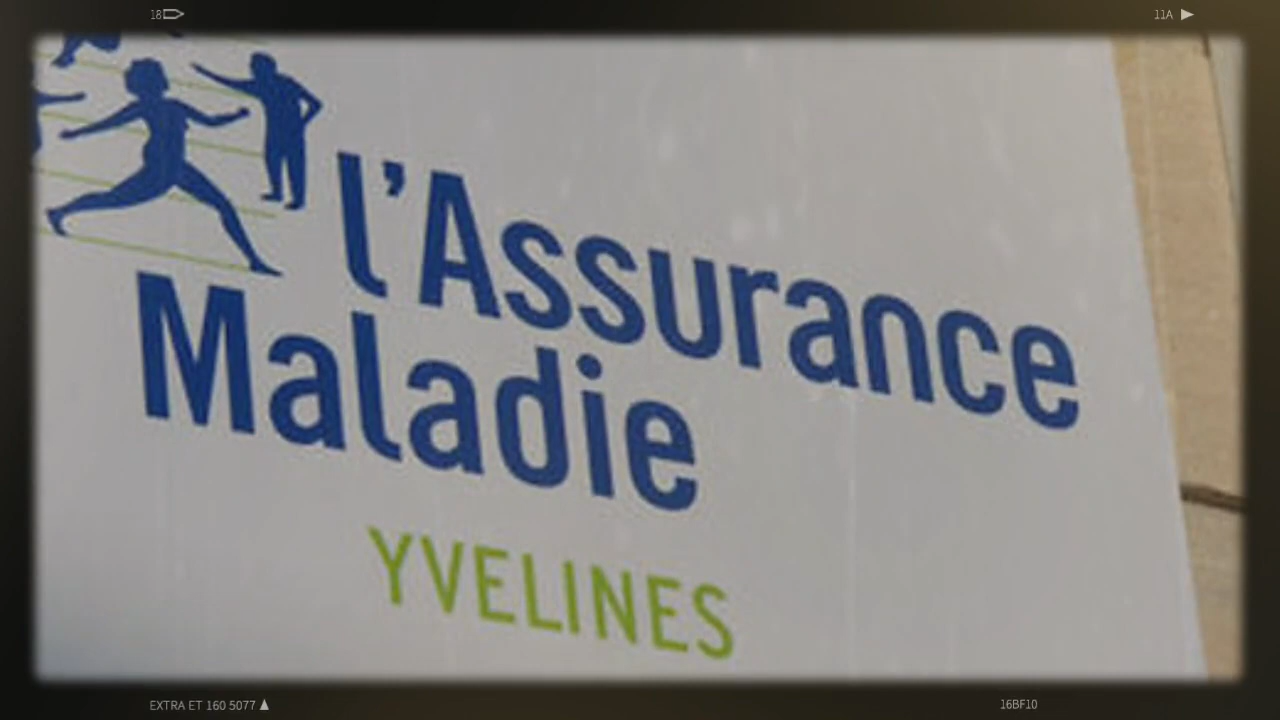 18
11A
l'Assurance
Maladie
YVELINES
EXTRA ET 160 5077
16BF10